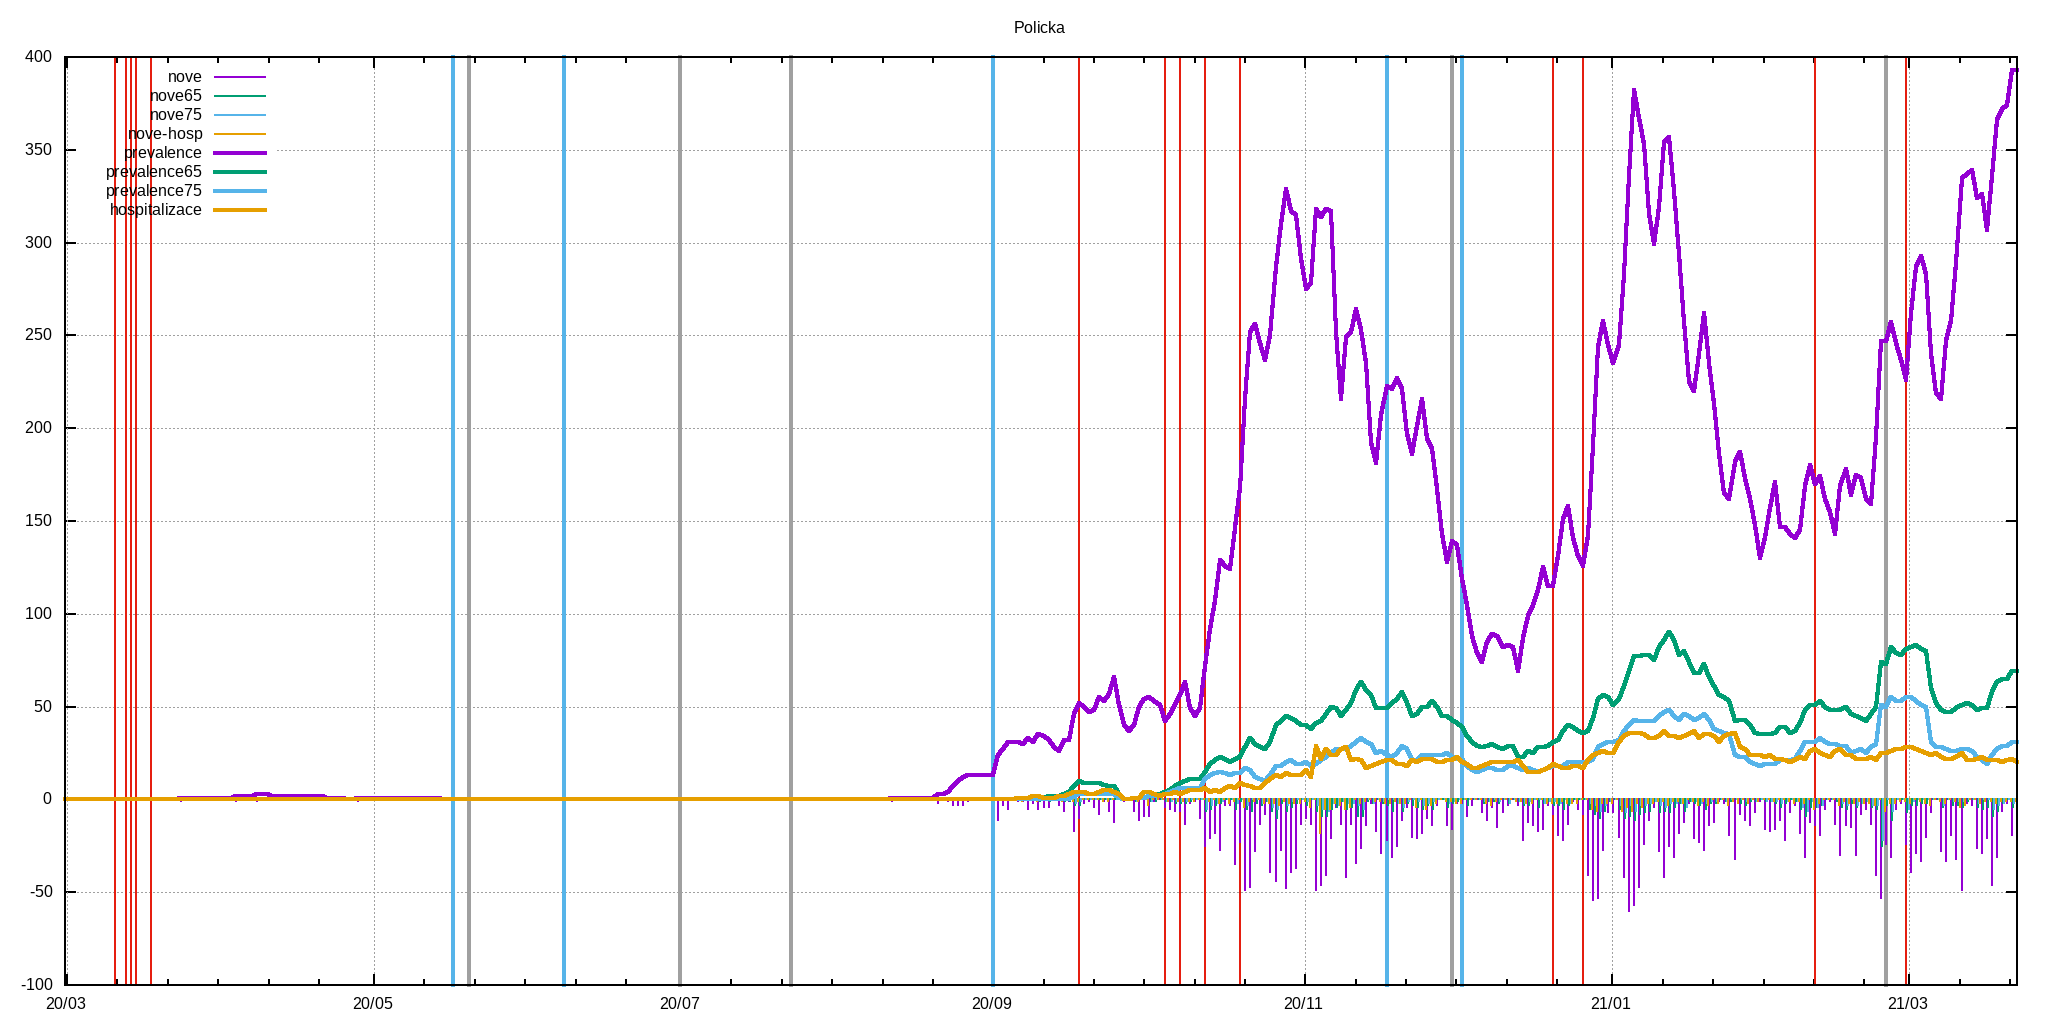 Policka
400
nove
nove65
nove75
nove-hosp
350
prevalence
prevalence65
prevalence75
hospitalizace
300
250
200
150
100
50
0
-50
-100
20/03 20/05 20/07 20/09 20/11 21/01 21/03